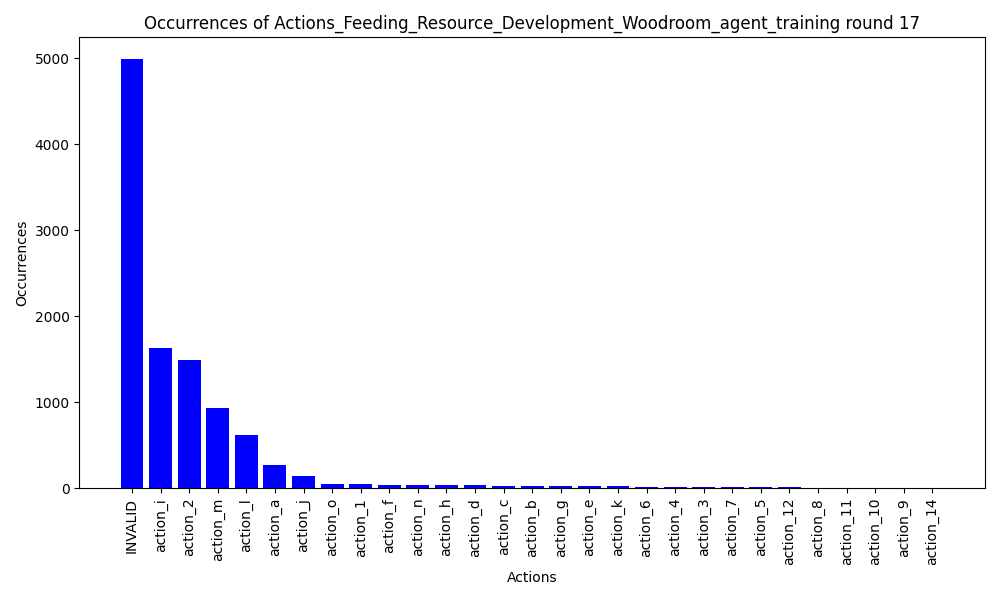 Occurrences of Actions_Feeding_Resource_Development_Woodroom_agent_training round 17
Occurrences
5000
4000
3000
2000
1000
0
INVALID
action_i
action_2
action_m
action_l
action_a
action_j
action_o
action_1
action_f
action_n
action_h
action_d
action_c
action_b
action_g
action_e
action_k
action_6
action_4
action_3
action_7
action_5
action_12
action_8
action_11
action_10
action_9
action_14
Actions